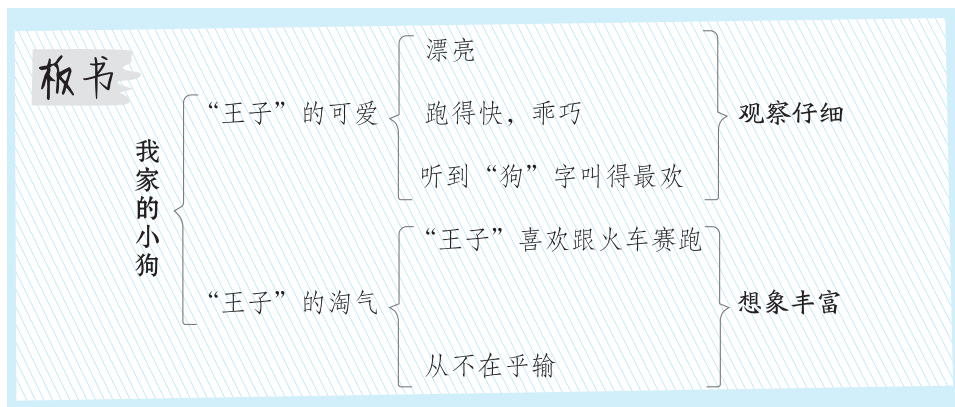 板书
我家的小狗
“王子”的可爱
漂亮
跑得快，乖巧
听到“狗”字叫得最欢
观察仔细
“王子”的淘气
“王子”喜欢跟火车赛跑
从不在乎输
想象丰富